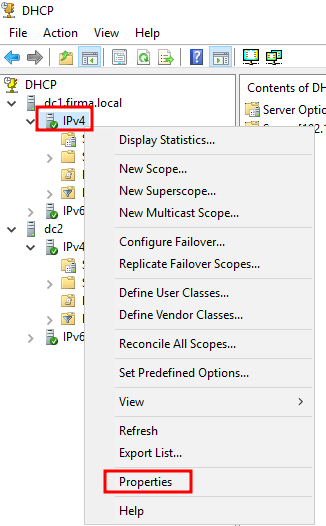 DHCP
File Action View Help
DHCP
dc1.firma.local
IPv4
IPv6
dc2
IPv4
IPv6
Contents of DH
Server Optio
Display Statistics...
New Scope...
New Superscope...
New Multicast Scope...
Configure Failover...
Replicate Failover Scopes...
Define User Classes...
Define Vendor Classes...
Reconcile All Scopes...
Set Predefined Options...
View
Refresh
Export List...
Properties
Help